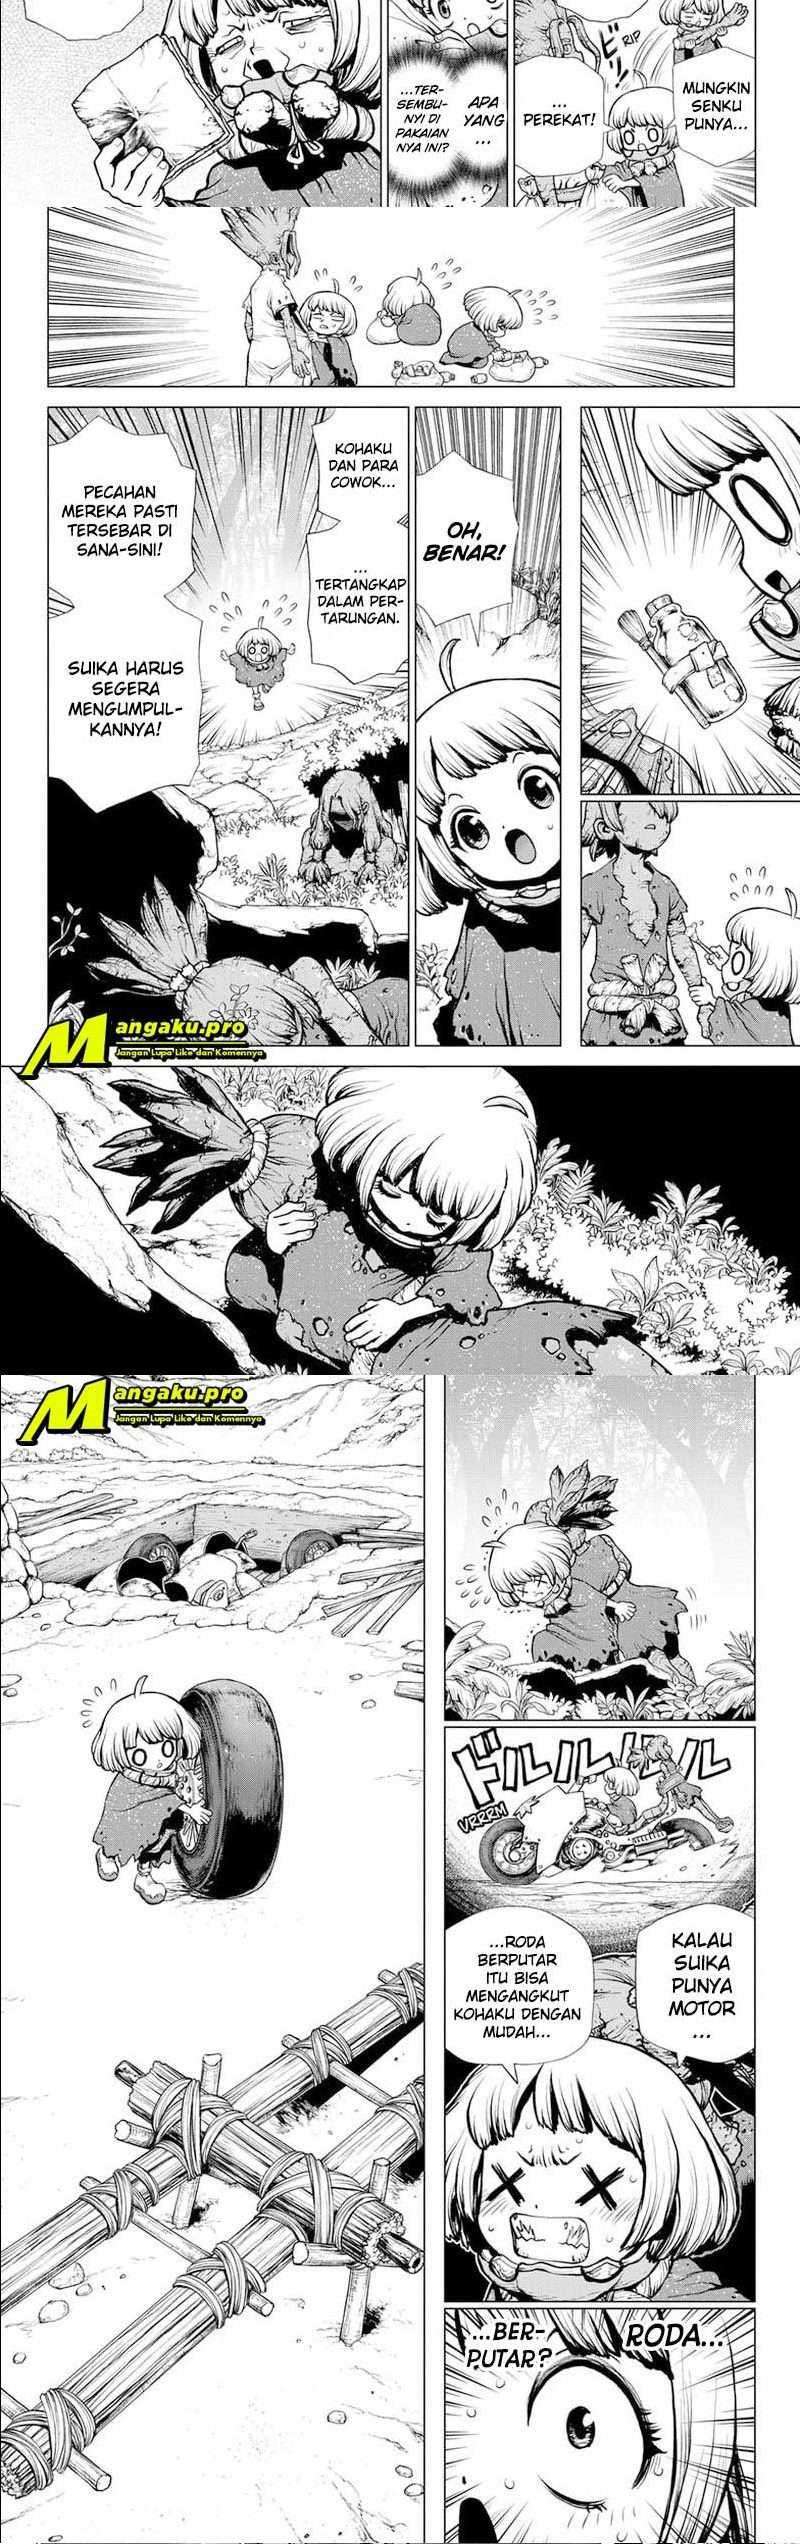 MUNGKIN
SENKU
PUNYA...
...
PEREKAT!
RIP
APA
YANG
...
...TER-
SEMBU-
NYI DI
PAKAIAN
NYA INI?
OH,
BENAR!
KOHAKU
DAN PARA
COWOK...
...
TERTANGKAP
DALAM PER-
TARUNGAN.
PECAHAN
MEREKA PASTI
TERSEBAR DI
SANA-SINI!
SUIKA HARUS
SEGERA
MENGUMPUL-
KANNYA!
Mangaku.pro
Jangan Lupa Like dan Komennya
Mangaku.pro
Jangan Lupa Like dan Komennya
ドルルルルル
VRRRM
KALAU
SUIKA
PUNYA
MOTOR
...
...RODA
BERPUTAR
ITU BISA
MENGANGKUT
KOHAKU DENGAN
MUDAH...
RODA...
...BER-
PUTAR?